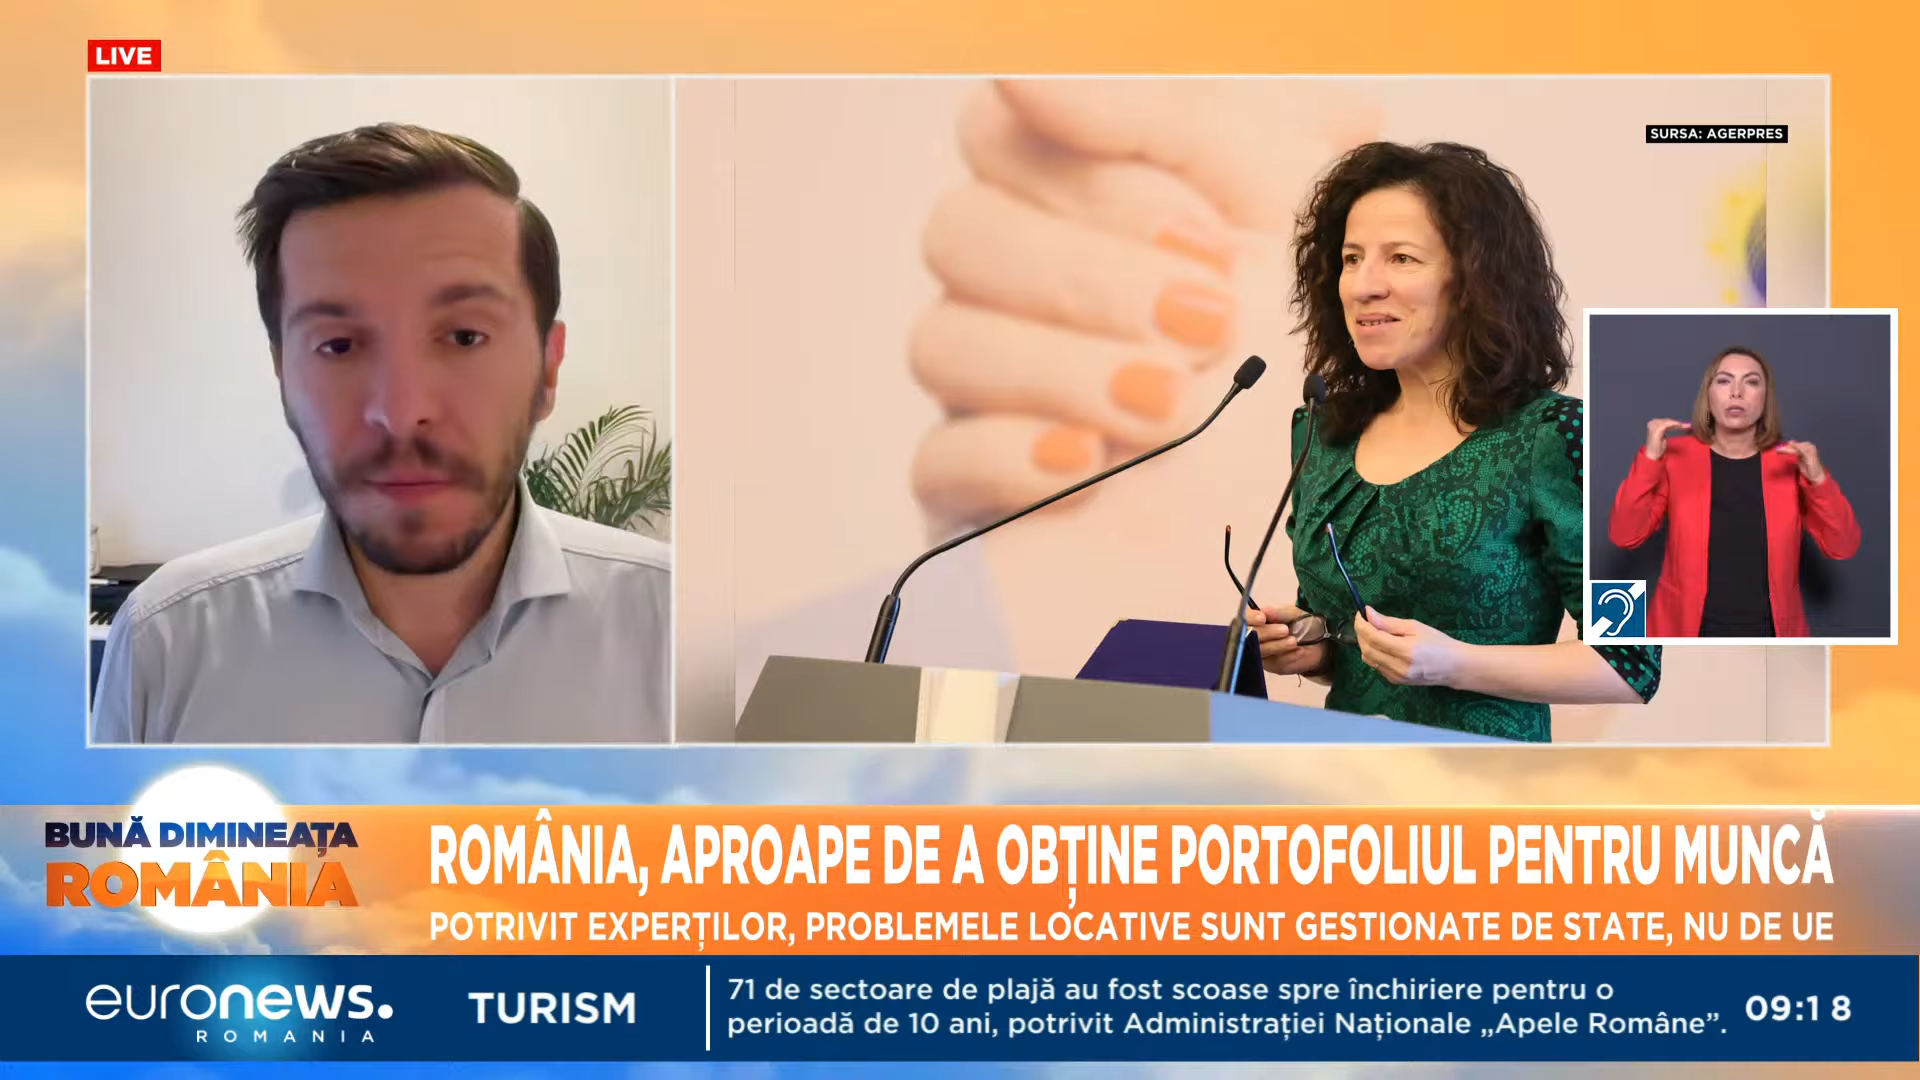 LIVE
SURSA: AGERPRES
BUNĂ DIMINEAȚA
ROMÂNIA
ROMÂNIA, APROAPE DE A OBȚINE PORTOFOLIUL PENTRU MUNCĂ
POTRIVIT EXPERȚILOR, PROBLEMELE LOCATIVE SUNT GESTIONATE DE STATE, NU DE UE
euronews.
ROMANIA
TURISM
71 de sectoare de plajă au fost scoase spre închiriere pentru o
perioadă de 10 ani, potrivit Administrației Naționale „Apele Române”.
09:18